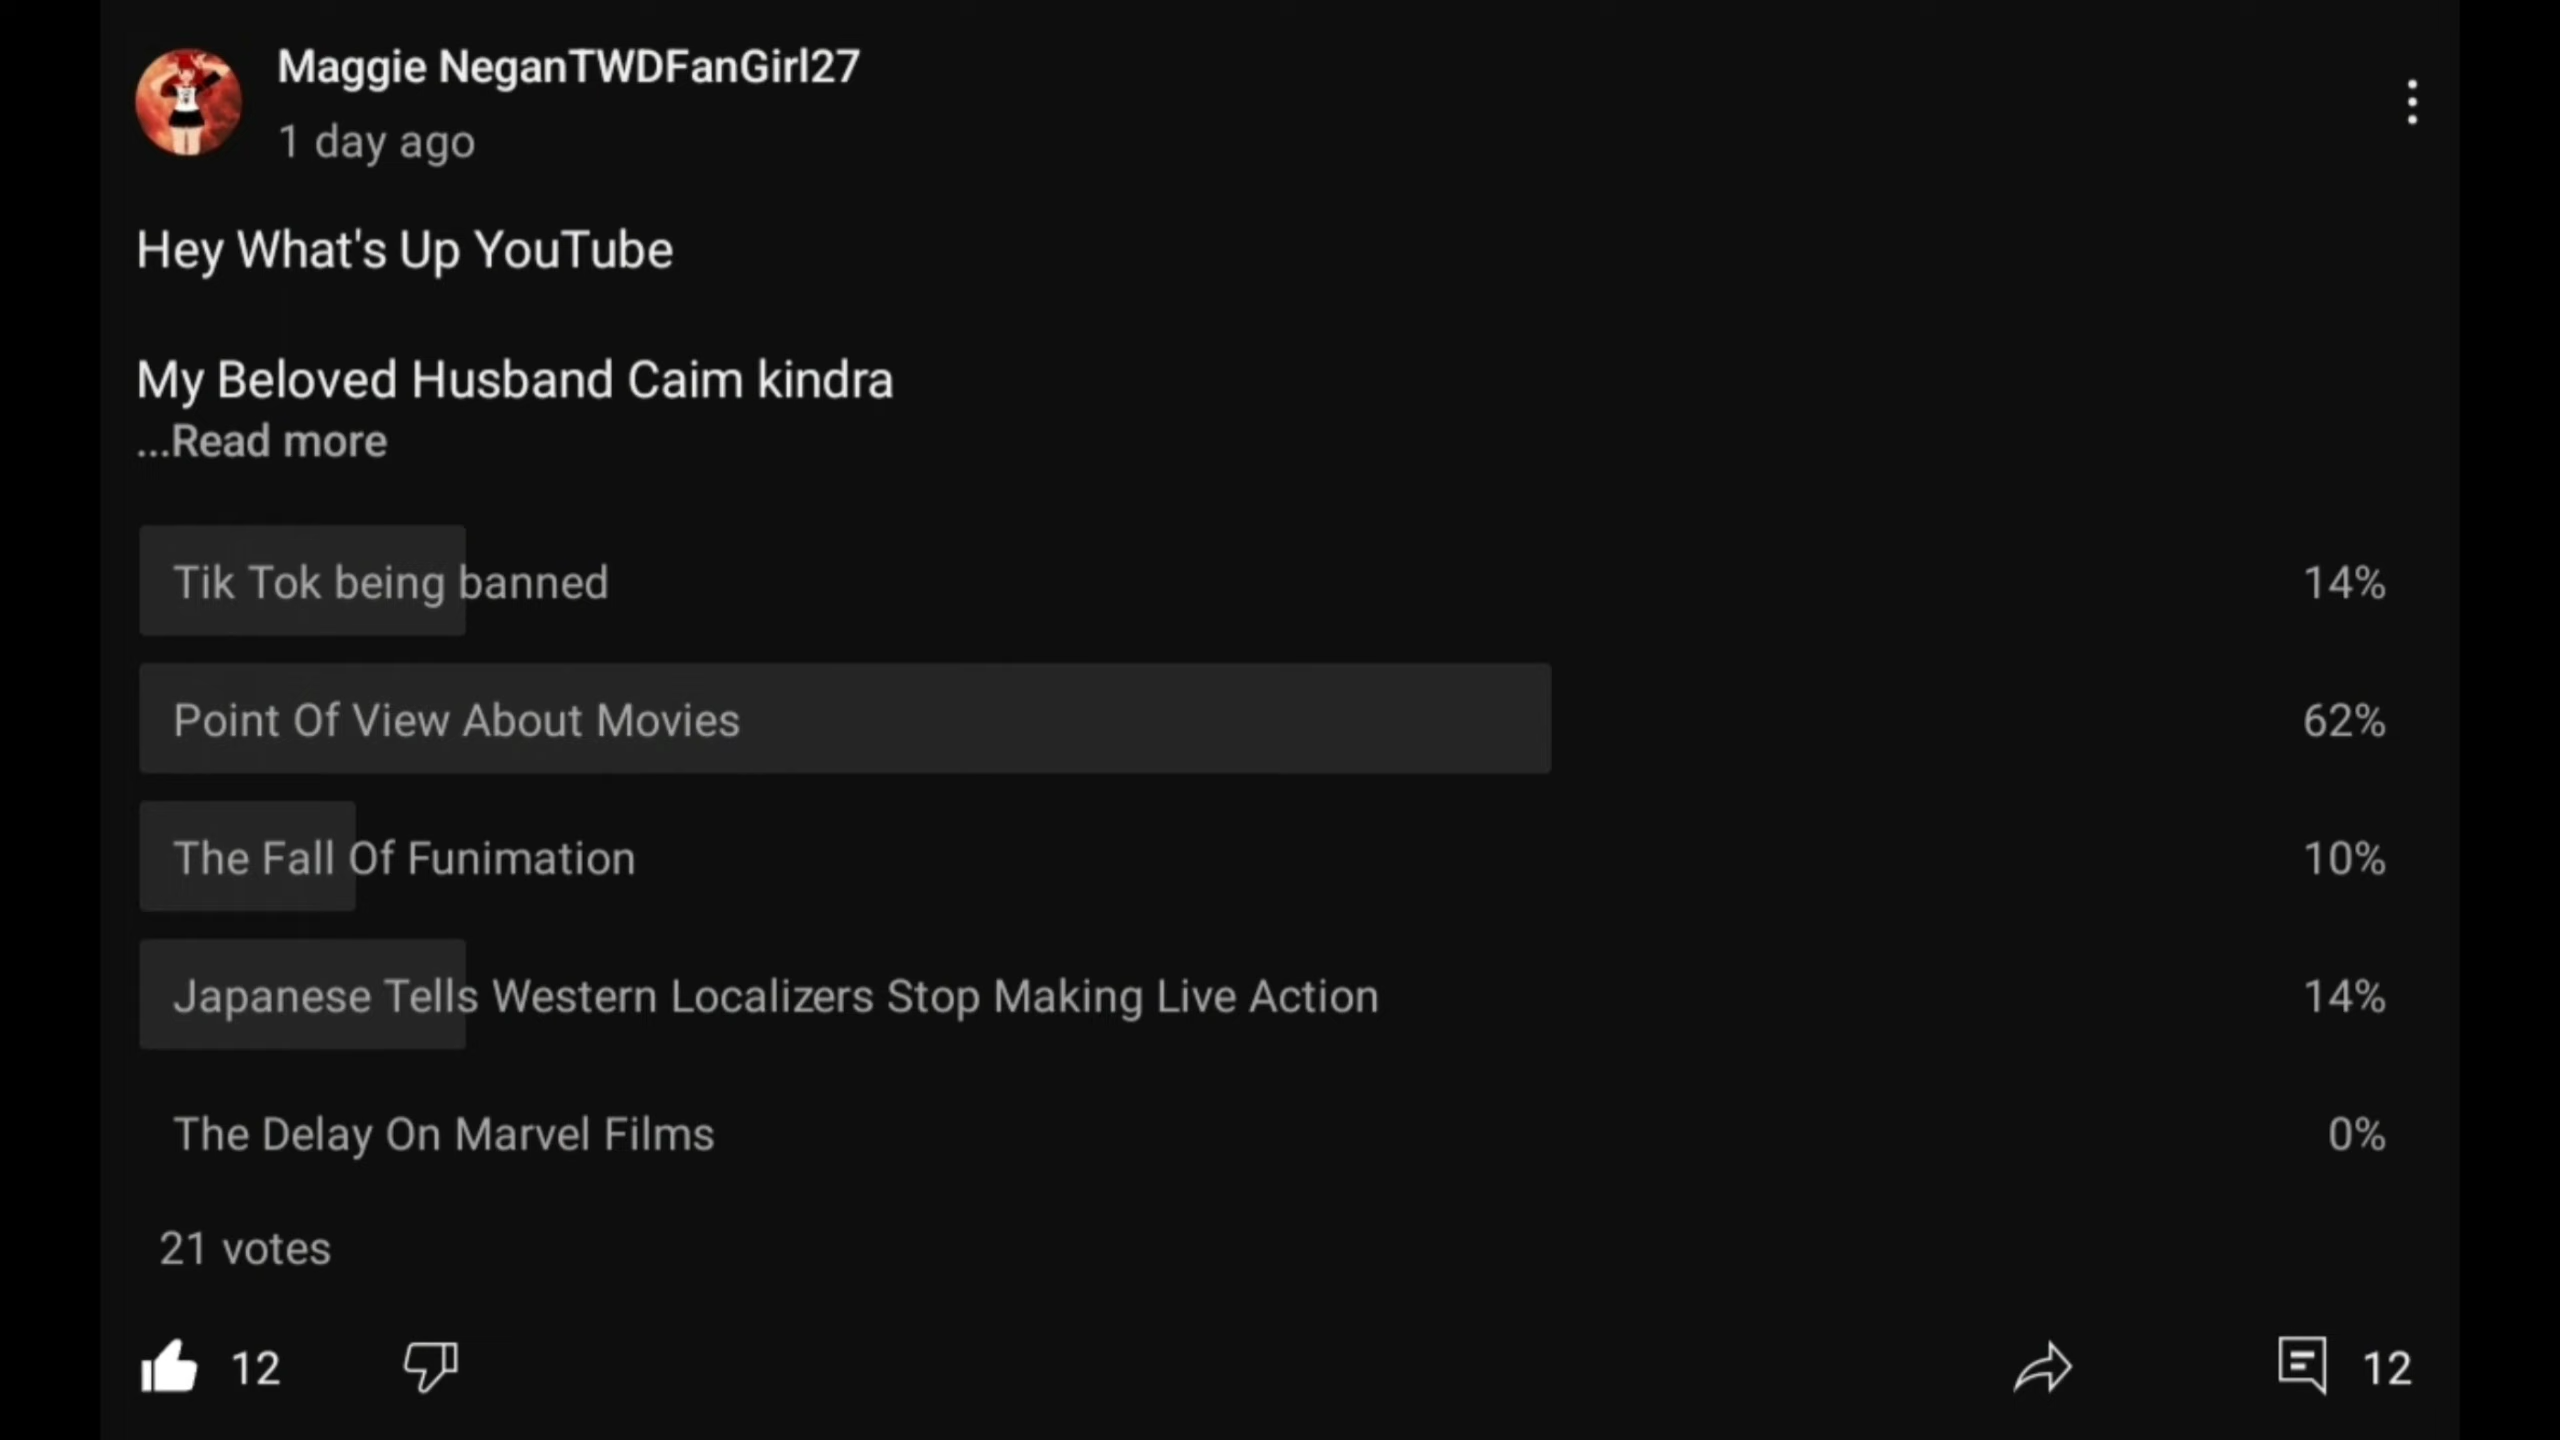 Maggie NeganTWDFanGirl27
1 day ago
Hey What's Up YouTube
My Beloved Husband Caim kindra
...Read more
Tik Tok being banned
14%
Point Of View About Movies
62%
The Fall Of Funimation
10%
Japanese Tells Western Localizers Stop Making Live Action
14%
The Delay On Marvel Films
0%
21 votes
12
12